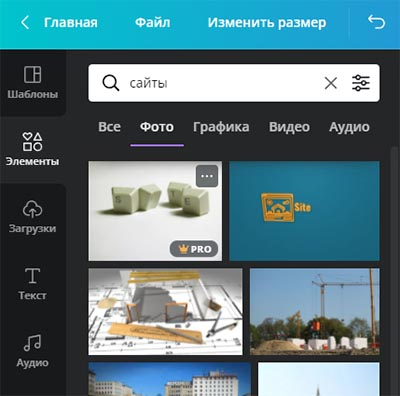 Главная Файл Изменить размер
Шаблоны
сайты
Элементы
Все Фото Графика Видео Аудио
S I T E
PRO
Site
Загрузки
Текст
Аудио